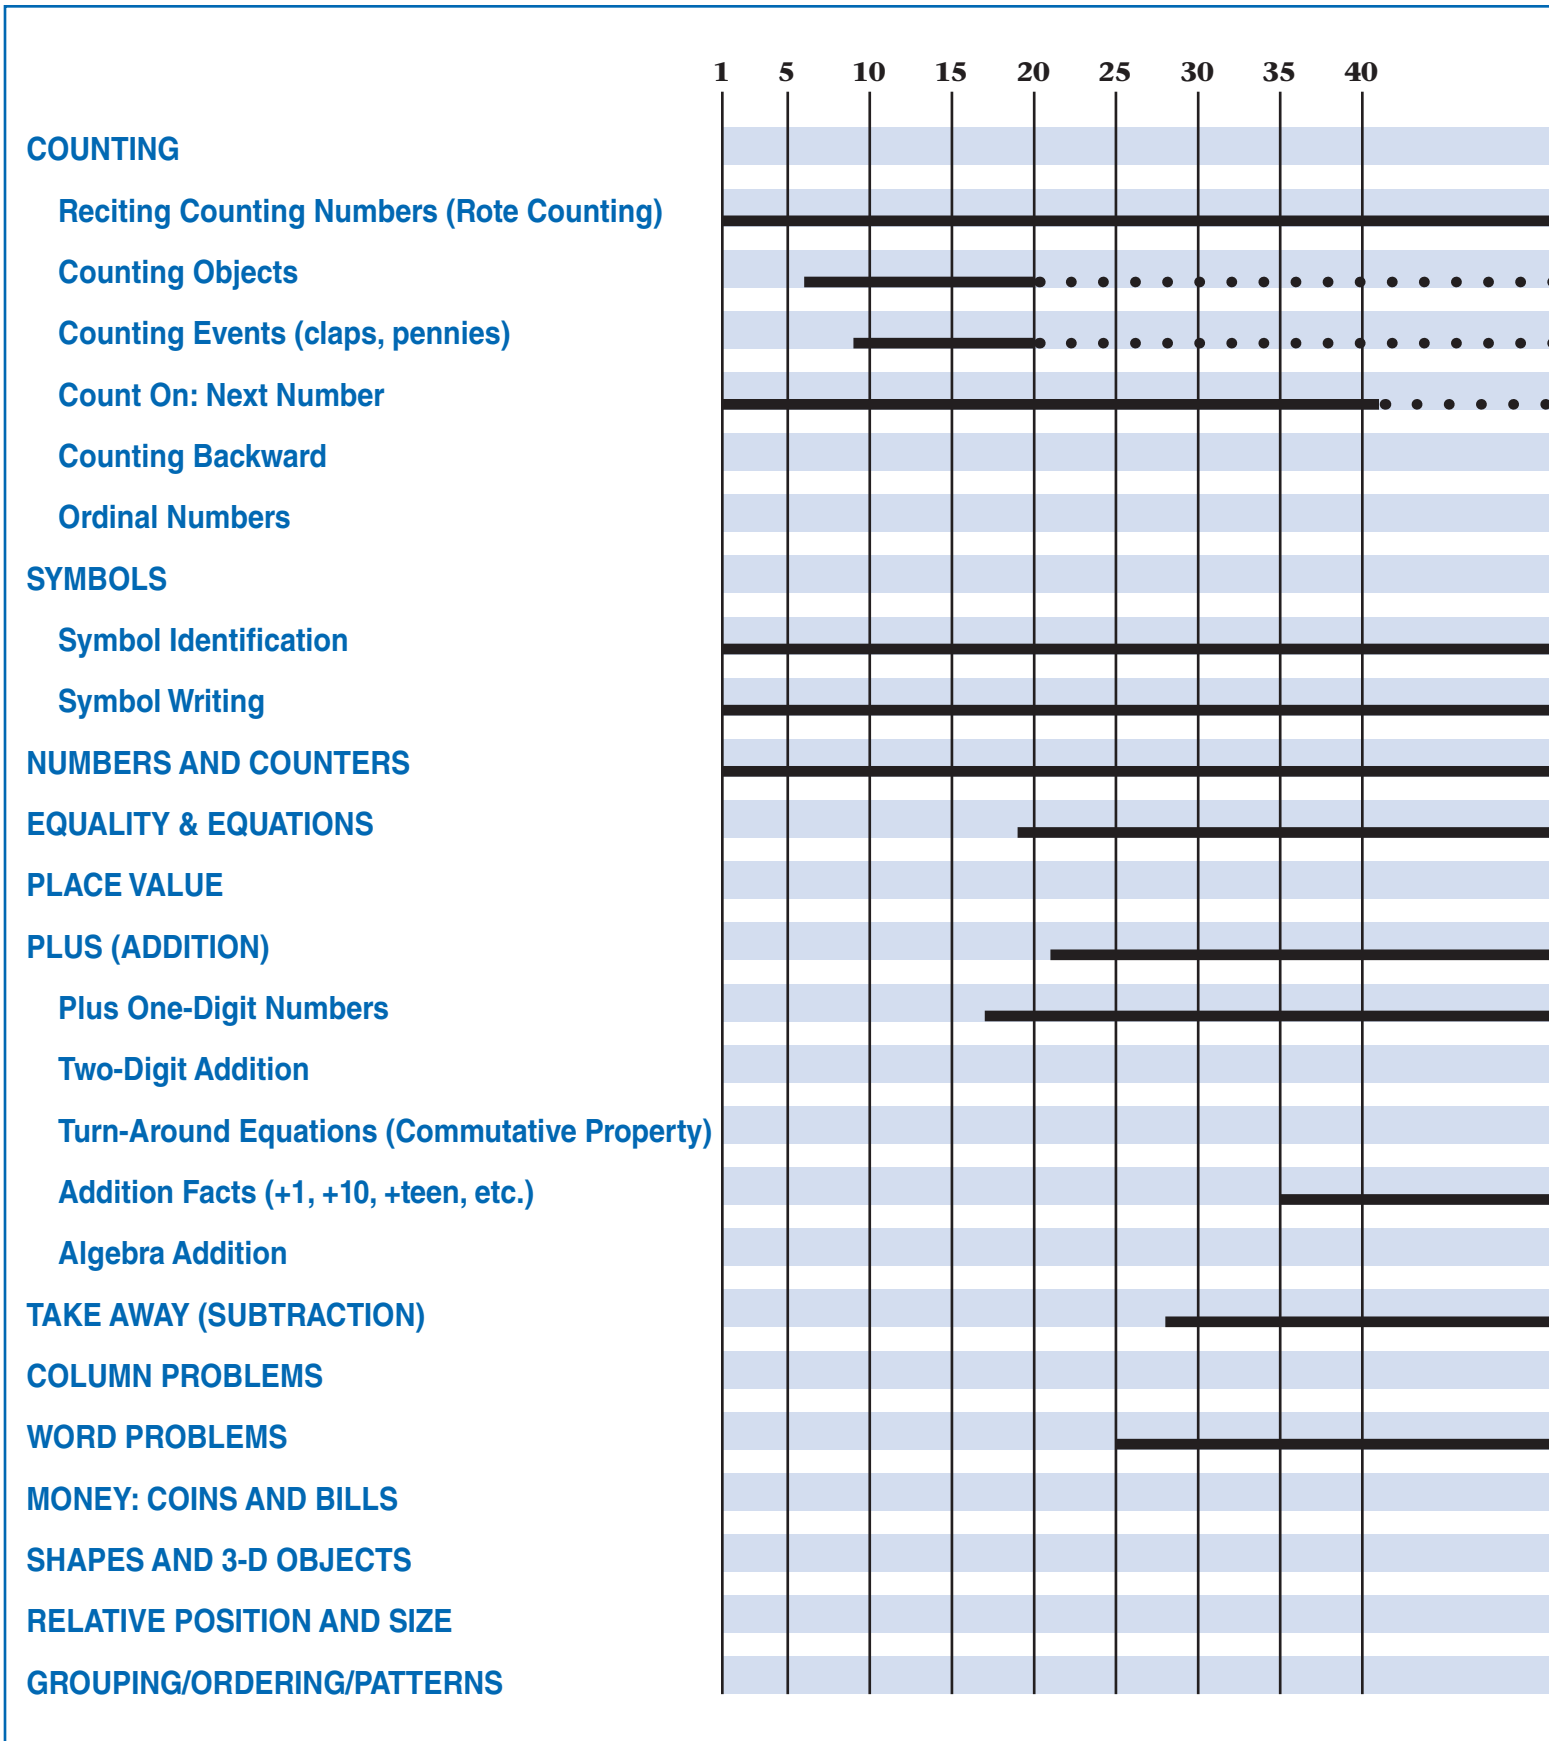 1 5 10 15 20 25 30 35 40
COUNTING
Reciting Counting Numbers (Rote Counting)
Counting Objects
Counting Events (claps, pennies)
Count On: Next Number
Counting Backward
Ordinal Numbers
SYMBOLS
Symbol Identification
Symbol Writing
NUMBERS AND COUNTERS
EQUALITY & EQUATIONS
PLACE VALUE
PLUS (ADDITION)
Plus One-Digit Numbers
Two-Digit Addition
Turn-Around Equations (Commutative Property)
Addition Facts (+1, +10, +teen, etc.)
Algebra Addition
TAKE AWAY (SUBTRACTION)
COLUMN PROBLEMS
WORD PROBLEMS
MONEY: COINS AND BILLS
SHAPES AND 3-D OBJECTS
RELATIVE POSITION AND SIZE
GROUPING/ORDERING/PATTERNS